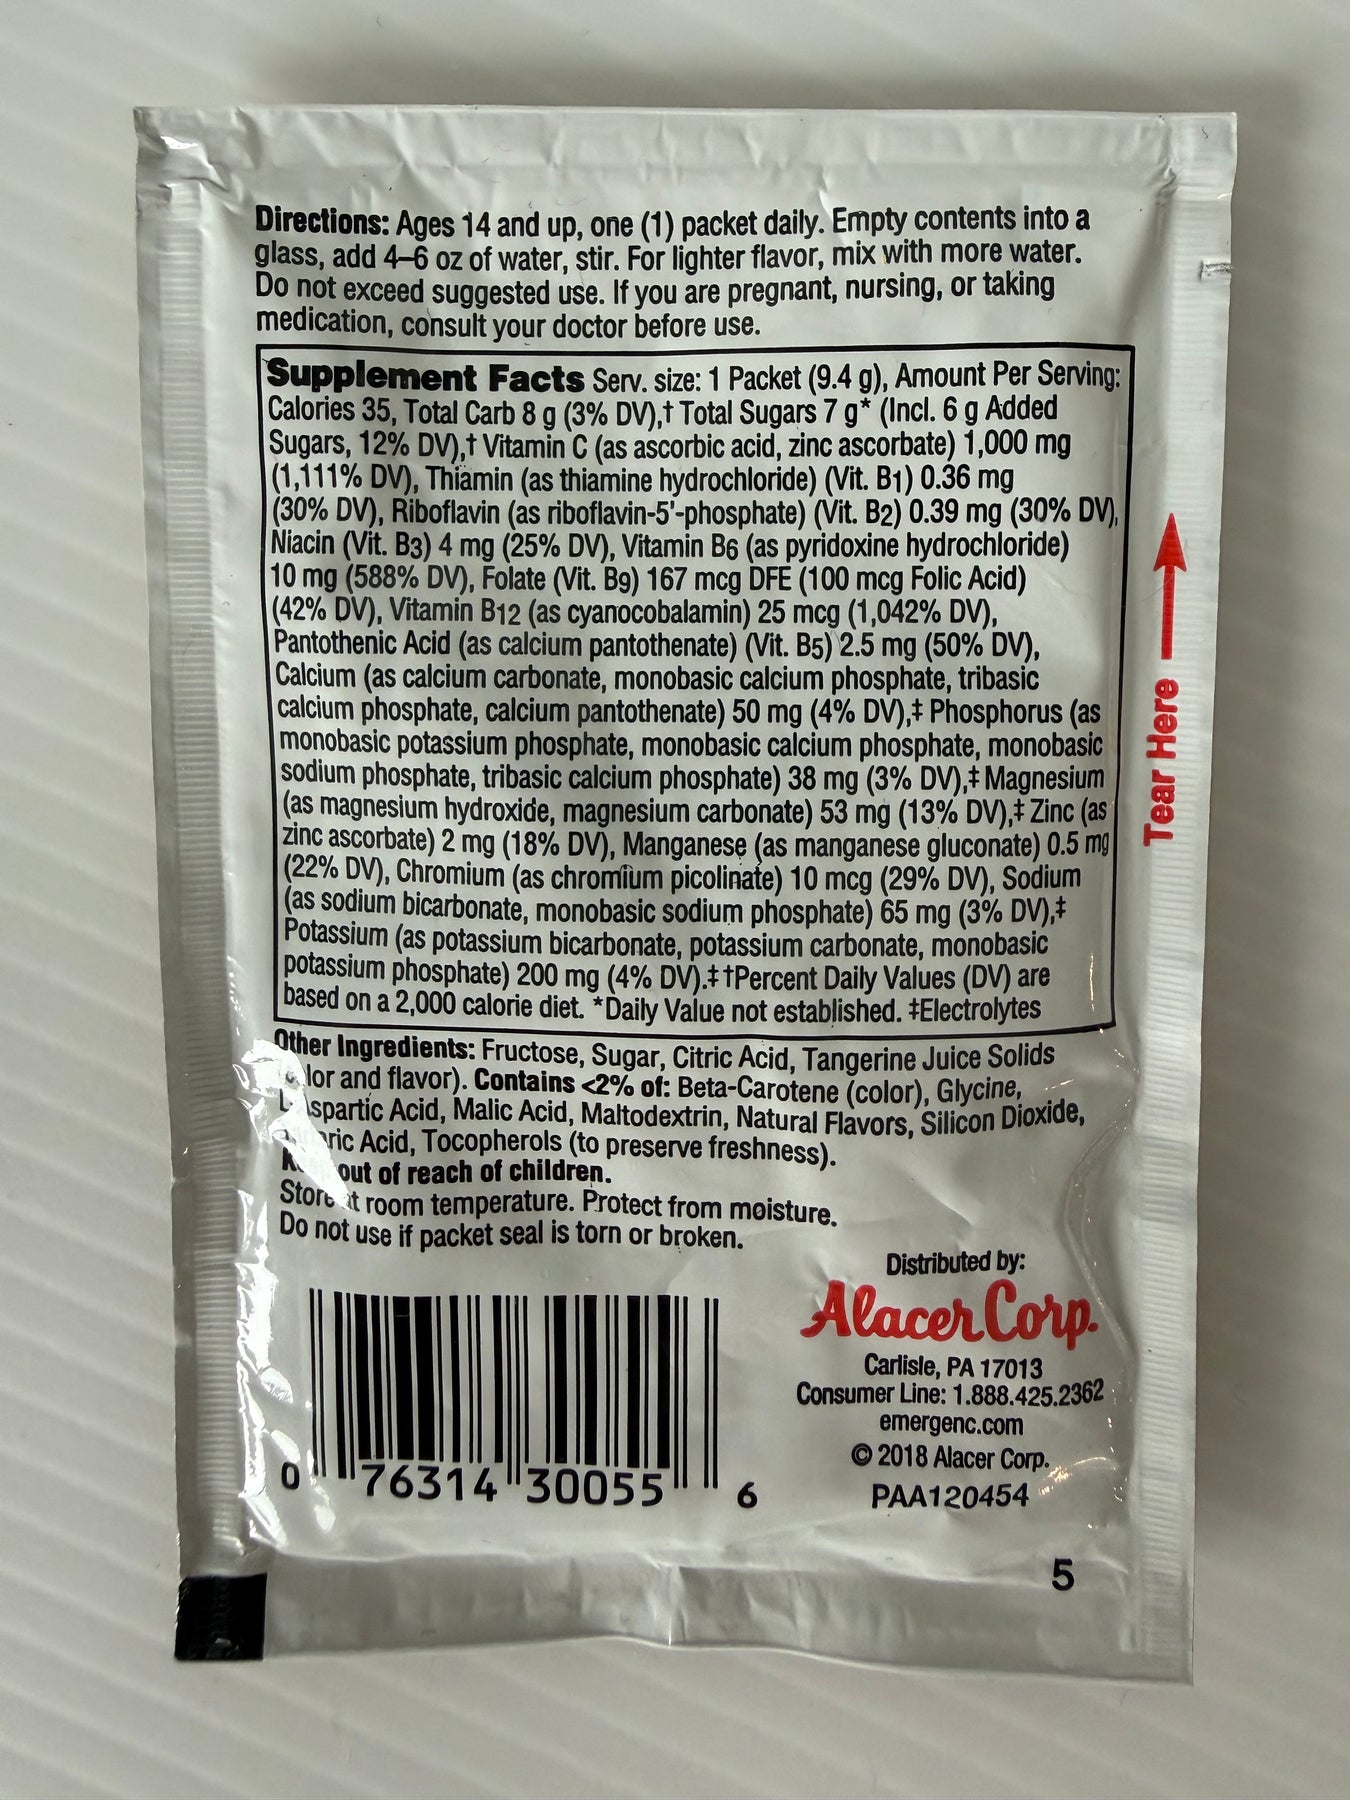 Directions: Ages 14 and up, one (1) packet daily. Empty contents into a
glass, add 4–6 oz of water, stir. For lighter flavor, mix with more water.
Do not exceed suggested use. If you are pregnant, nursing, or taking
medication, consult your doctor before use.
Supplement Facts Serv. size: 1 Packet (9.4 g), Amount Per Serving:
Calories 35, Total Carb 8 g (3% DV),† Total Sugars 7 g* (Incl. 6 g Added
Sugars, 12% DV),† Vitamin C (as ascorbic acid, zinc ascorbate) 1,000 mg
(1,111% DV), Thiamin (as thiamine hydrochloride) (Vit. B1) 0.36 mg
(30% DV), Riboflavin (as riboflavin-5'-phosphate) (Vit. B2) 0.39 mg (30% DV),
Niacin (Vit. B3) 4 mg (25% DV), Vitamin B6 (as pyridoxine hydrochloride)
10 mg (588% DV), Folate (Vit. B9) 167 mcg DFE (100 mcg Folic Acid)
(42% DV), Vitamin B12 (as cyanocobalamin) 25 mcg (1,042% DV),
Pantothenic Acid (as calcium pantothenate) (Vit. B5) 2.5 mg (50% DV),
Calcium (as calcium carbonate, monobasic calcium phosphate, tribasic
calcium phosphate, calcium pantothenate) 50 mg (4% DV),‡ Phosphorus (as
monobasic potassium phosphate, monobasic calcium phosphate, monobasic
sodium phosphate, tribasic calcium phosphate) 38 mg (3% DV),‡ Magnesium
(as magnesium hydroxide, magnesium carbonate) 53 mg (13% DV),‡ Zinc (as
zinc ascorbate) 2 mg (18% DV), Manganese (as manganese gluconate) 0.5 mg
(22% DV), Chromium (as chromium picolinate) 10 mcg (29% DV), Sodium
(as sodium bicarbonate, monobasic sodium phosphate) 65 mg (3% DV),‡
Potassium (as potassium bicarbonate, potassium carbonate, monobasic
potassium phosphate) 200 mg (4% DV).‡ †Percent Daily Values (DV) are
based on a 2,000 calorie diet. *Daily Value not established. ‡Electrolytes
Other Ingredients: Fructose, Sugar, Citric Acid, Tangerine Juice Solids
and flavor). Contains <2% of: Beta-Carotene (color), Glycine,
Acid, Malic Acid, Maltodextrin, Natural Flavors, Silicon Dioxide,
Acid, Tocopherols (to preserve freshness).
out of reach of children.
Store at room temperature. Protect from moisture.
Do not use if packet seal is torn or broken.
Tear Here
Distributed by:
Alacer Corp.
Carlisle, PA 17013
Consumer Line: 1.888.425.2362
emergenc.com
© 2018 Alacer Corp.
PAA120454
0 76314 30055 6
5